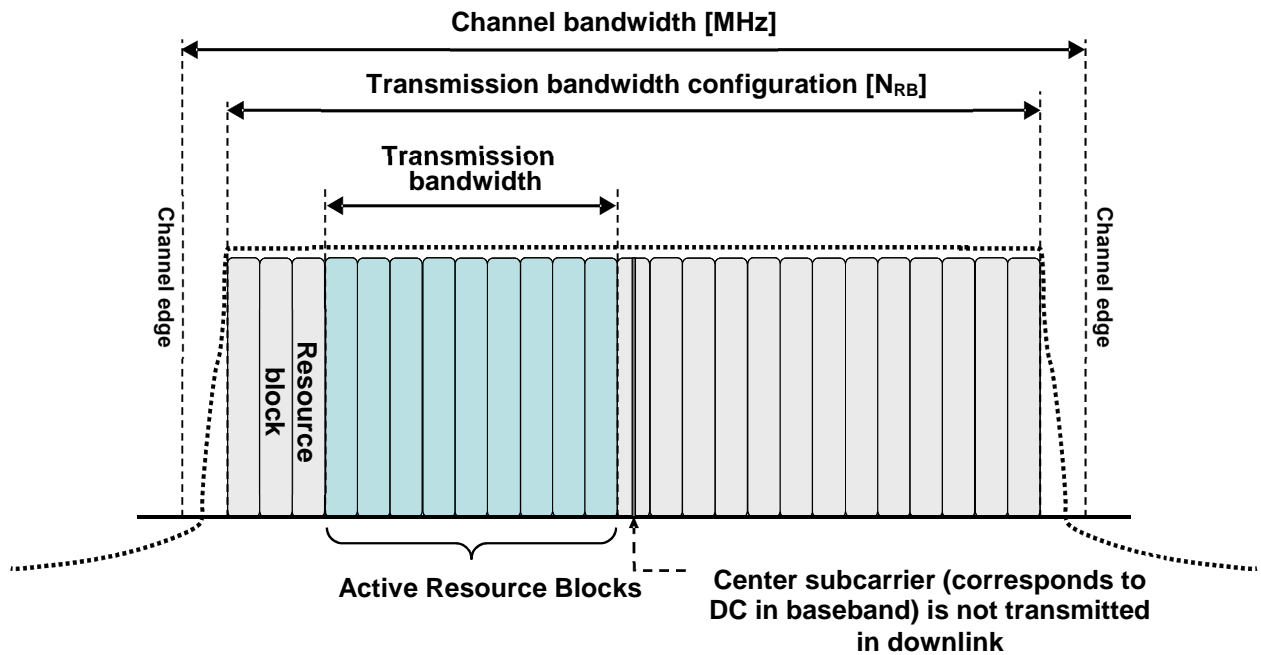 Channel bandwidth [MHz]
Transmission bandwidth configuration [NRB]
Transmission
bandwidth
Channel edge
Channel edge
Resource
block
Active Resource Blocks
Center subcarrier (corresponds to
DC in baseband) is not transmitted
in downlink